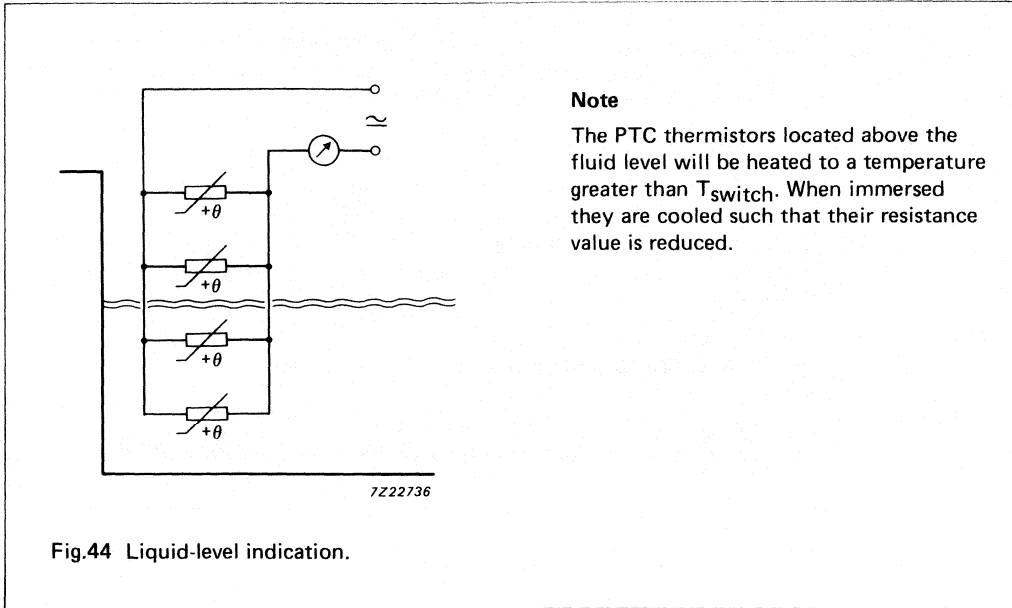 Note
The PTC thermistors located above the
fluid level will be heated to a temperature
greater than Tswitch. When immersed
they are cooled such that their resistance
value is reduced.
+θ
+θ
+θ
+θ
7Z22736
Fig.44 Liquid-level indication.